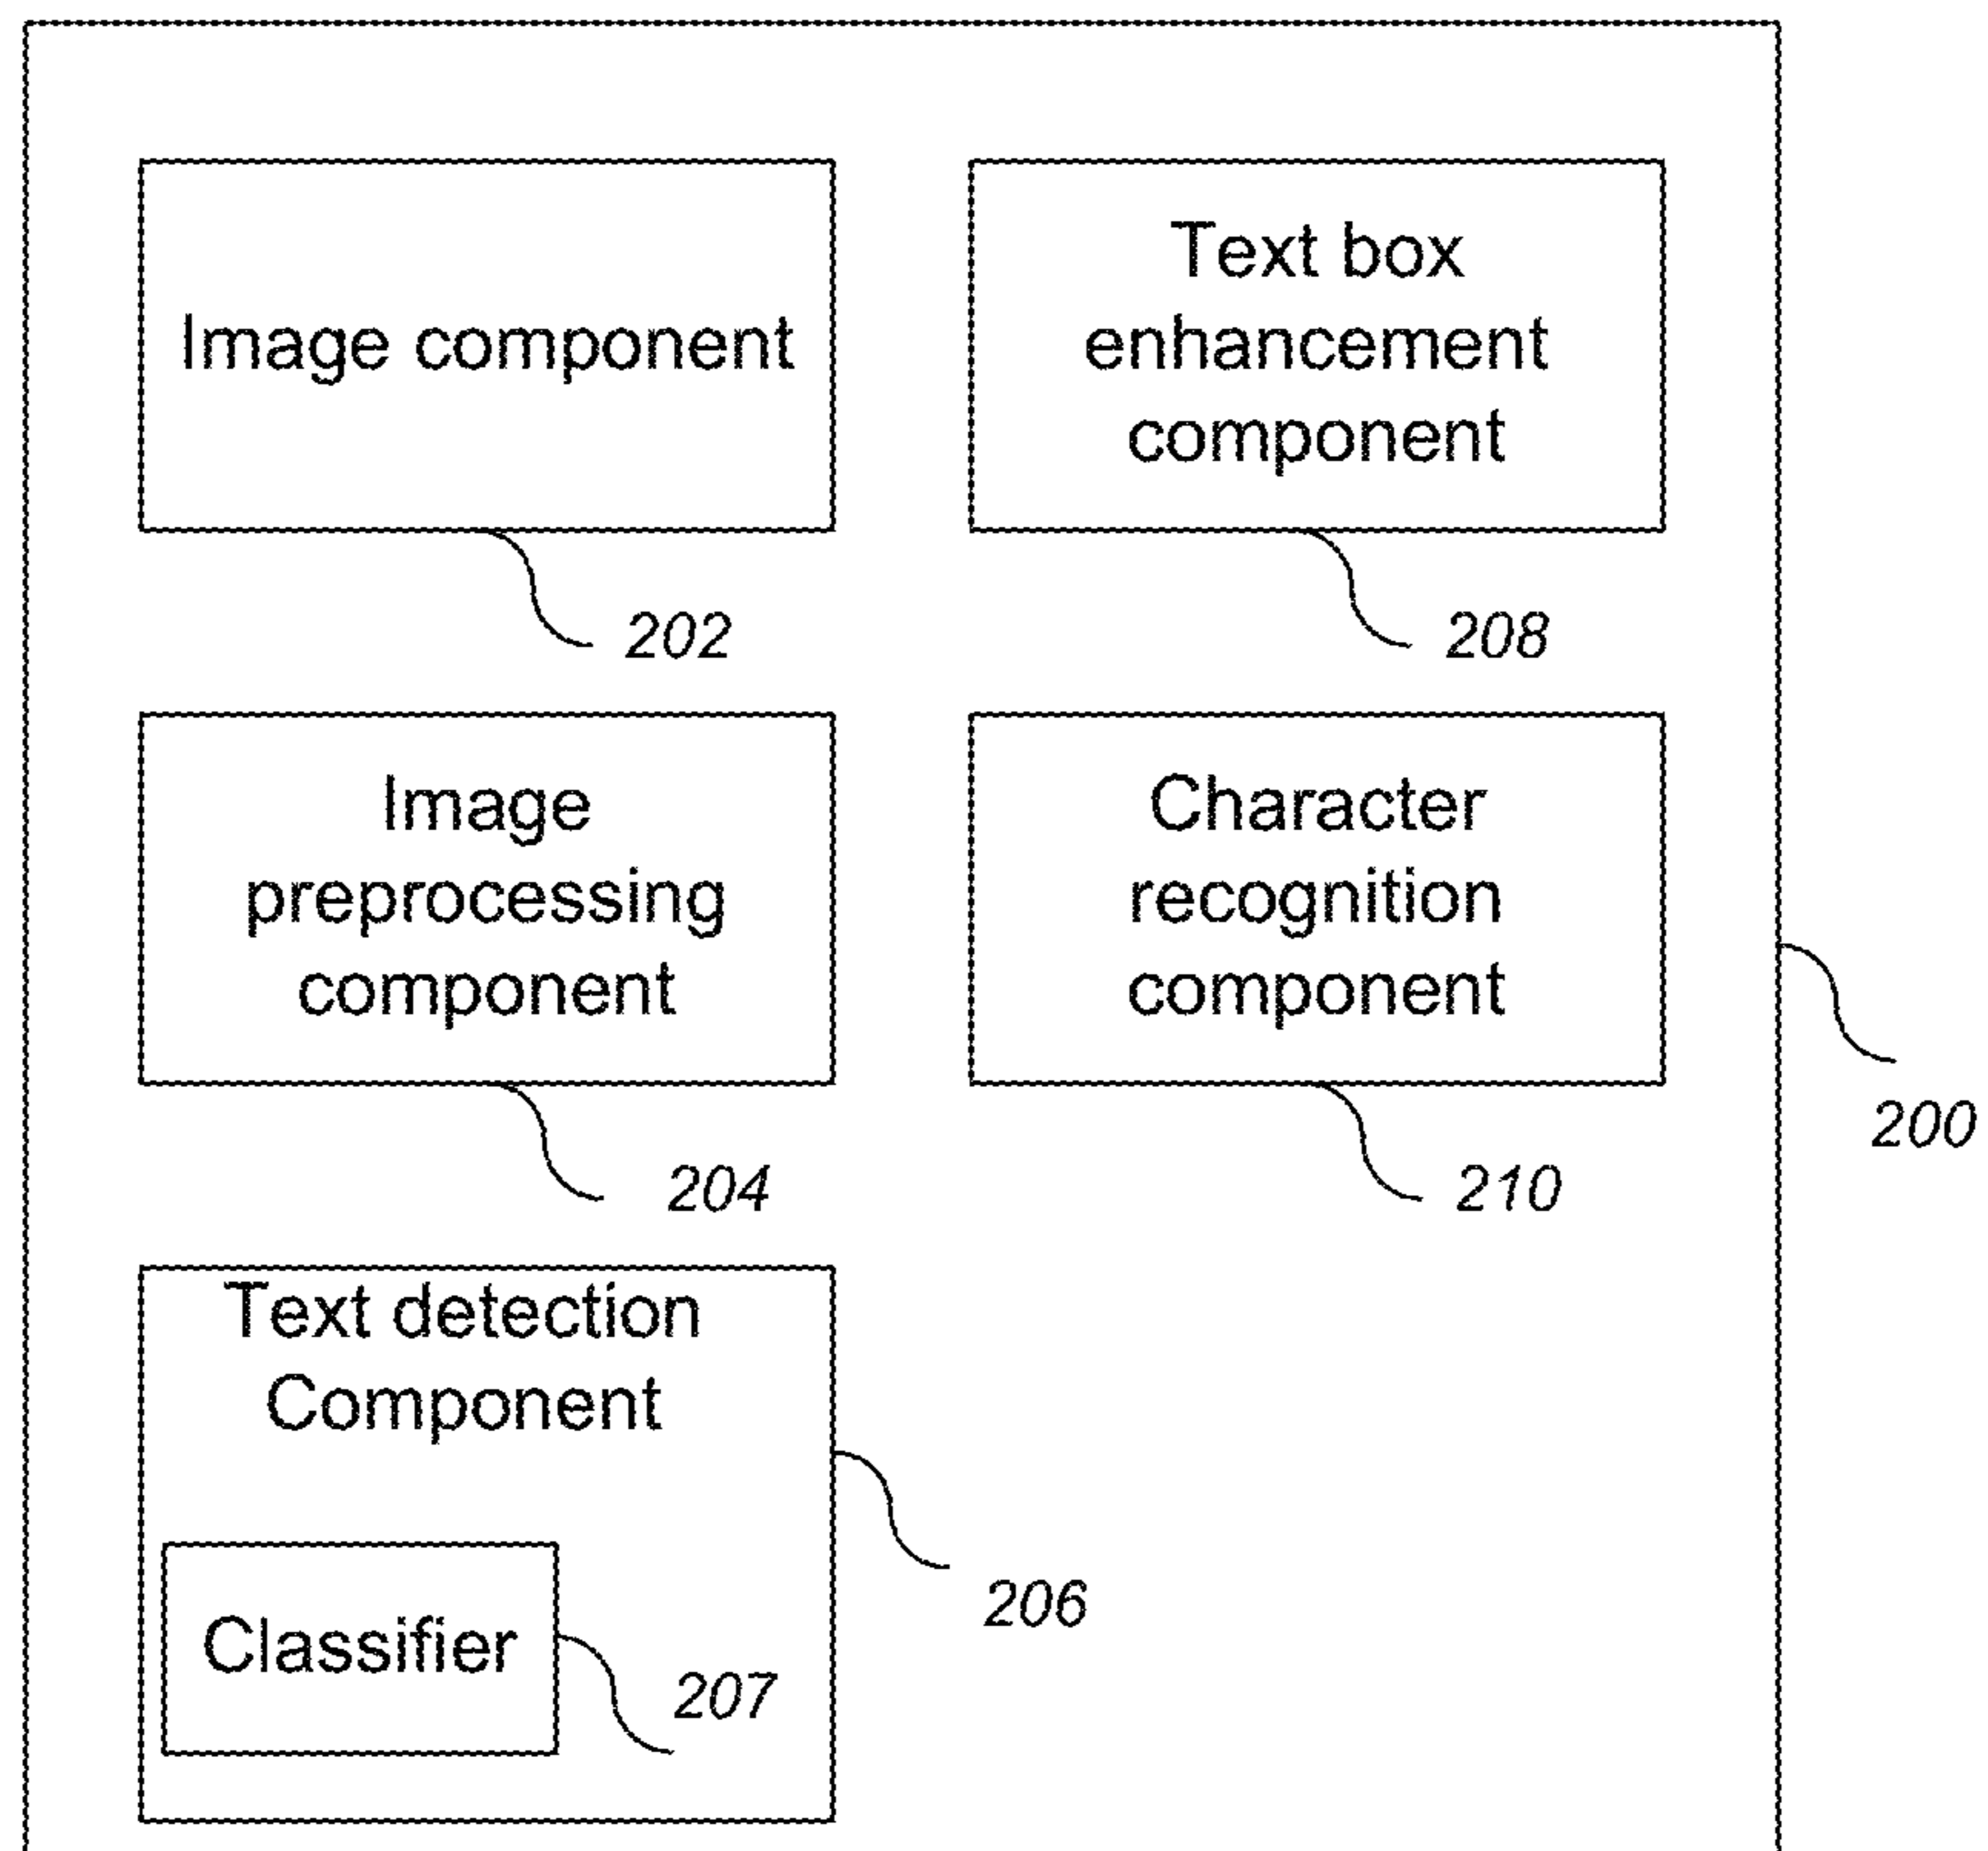 Image component
202
Text box
enhancement
component
208
Image
preprocessing
component
204
Character
recognition
component
210
200
Text detection
Component
206
Classifier
207